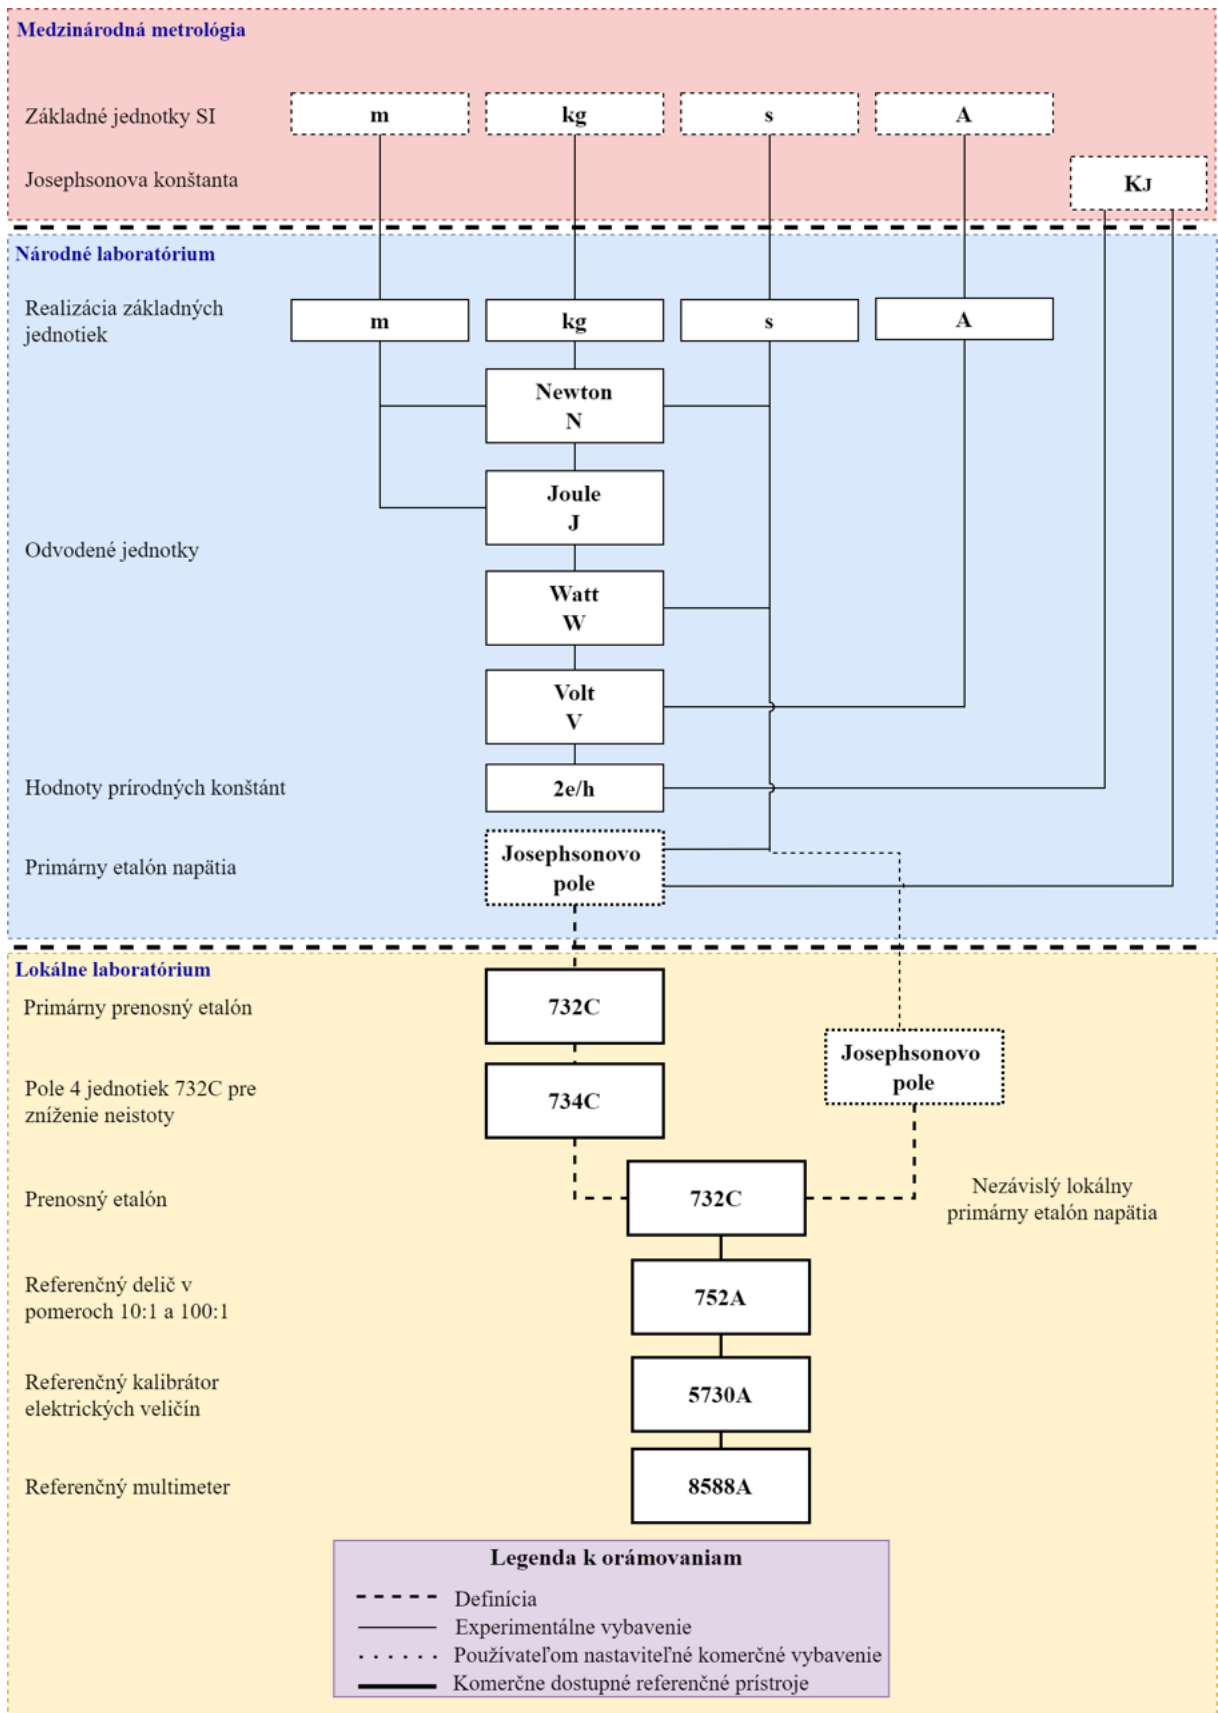 Medzinárodná metrológia
Základné jednotky SI
m
kg
s
A
Josephsonova konštanta
KJ
Národné laboratórium
Realizácia základných
jednotiek
m
kg
s
A
Newton
N
Joule
J
Odvodené jednotky
Watt
W
Volt
V
Hodnoty prírodných konštánt
2e/h
Primárny etalón napätia
Josephsonovo
pole
Lokálne laboratórium
Primárny prenosný etalón
732C
Josephsonovo
pole
Pole 4 jednotiek 732C pre
zníženie neistoty
734C
Prenosný etalón
732C
Nezávislý lokálny
primárny etalón napätia
Referenčný delič v
pomeroch 10:1 a 100:1
752A
Referenčný kalibrátor
elektrických veličín
5730A
Referenčný multimeter
8588A
Legenda k orámovaniam
Definícia
Experimentálne vybavenie
Používateľom nastaviteľné komerčné vybavenie
Komerčne dostupné referenčné prístroje